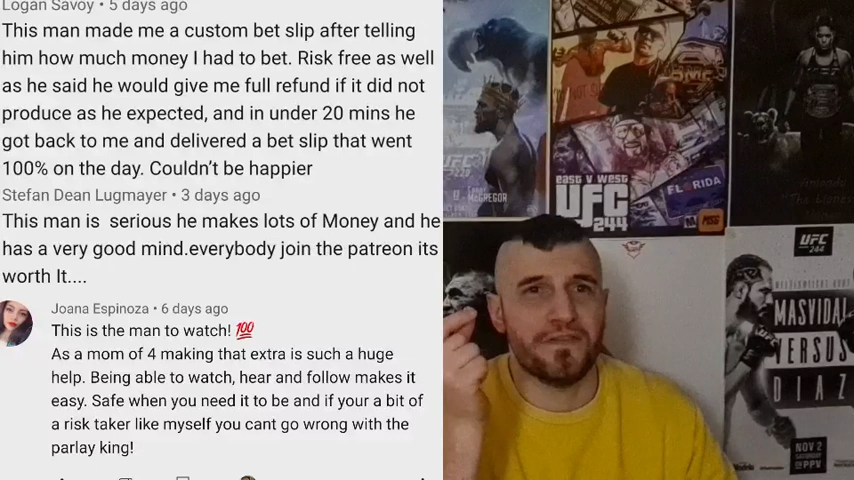 Logan Savoy • 5 days ago
This man made me a custom bet slip after telling
him how much money I had to bet. Risk free as well
as he said he would give me full refund if it did not
produce as he expected, and in under 20 mins he
got back to me and delivered a bet slip that went
100% on the day. Couldn’t be happier
Stefan Dean Lugmayer • 3 days ago
This man is serious he makes lots of Money and he
has a very good mind.everybody join the patreon its
worth It....
Joana Espinoza • 6 days ago
This is the man to watch! 💯
As a mom of 4 making that extra is such a huge
help. Being able to watch, hear and follow makes it
easy. Safe when you need it to be and if your a bit of
a risk taker like myself you cant go wrong with the
parlay king!
McGREGOR
east v west
UFC
244
FLORIDA
MSG
UFC
244
MASVIDAL
VERSUS
DIAZ
NOV 2
SATURDAY
@PPV